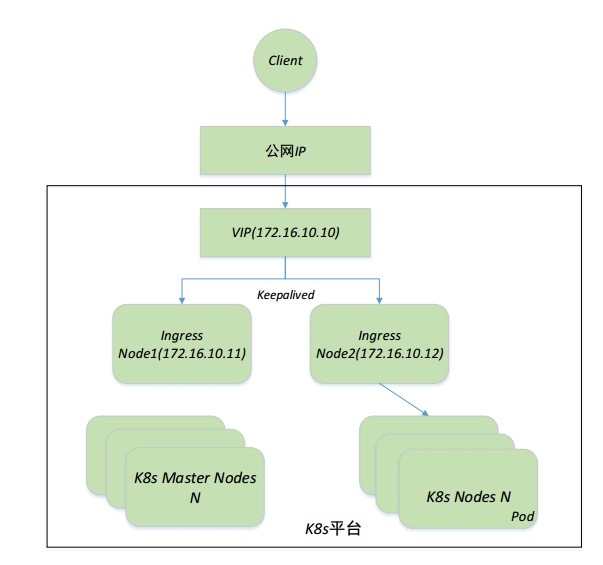 Client
公网IP
VIP(172.16.10.10)
Keepalived
Ingress
Node1(172.16.10.11)
Ingress
Node2(172.16.10.12)
K8s Master Nodes
N
K8s Nodes N
Pod
K8s平台